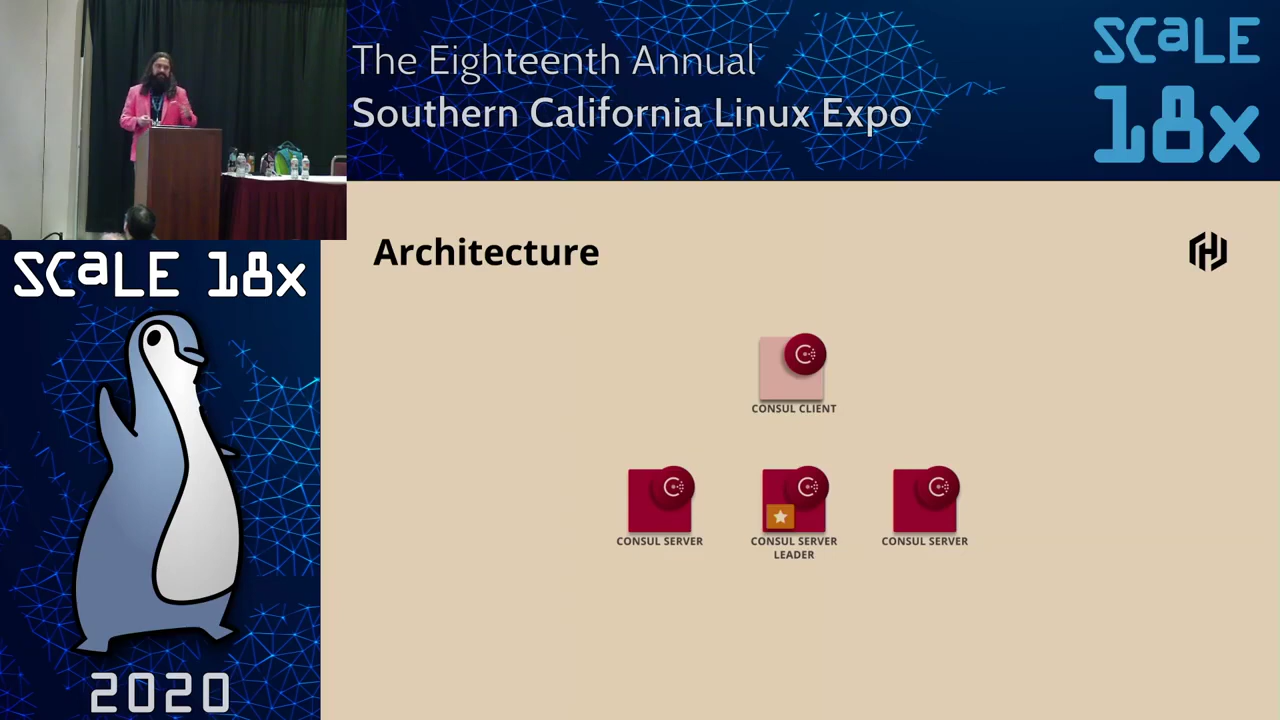 The Eighteenth Annual
Southern California Linux Expo
SCaLE
18x
SCaLE 18x
2020
Architecture
CONSUL CLIENT
CONSUL SERVER
CONSUL SERVER
LEADER
CONSUL SERVER